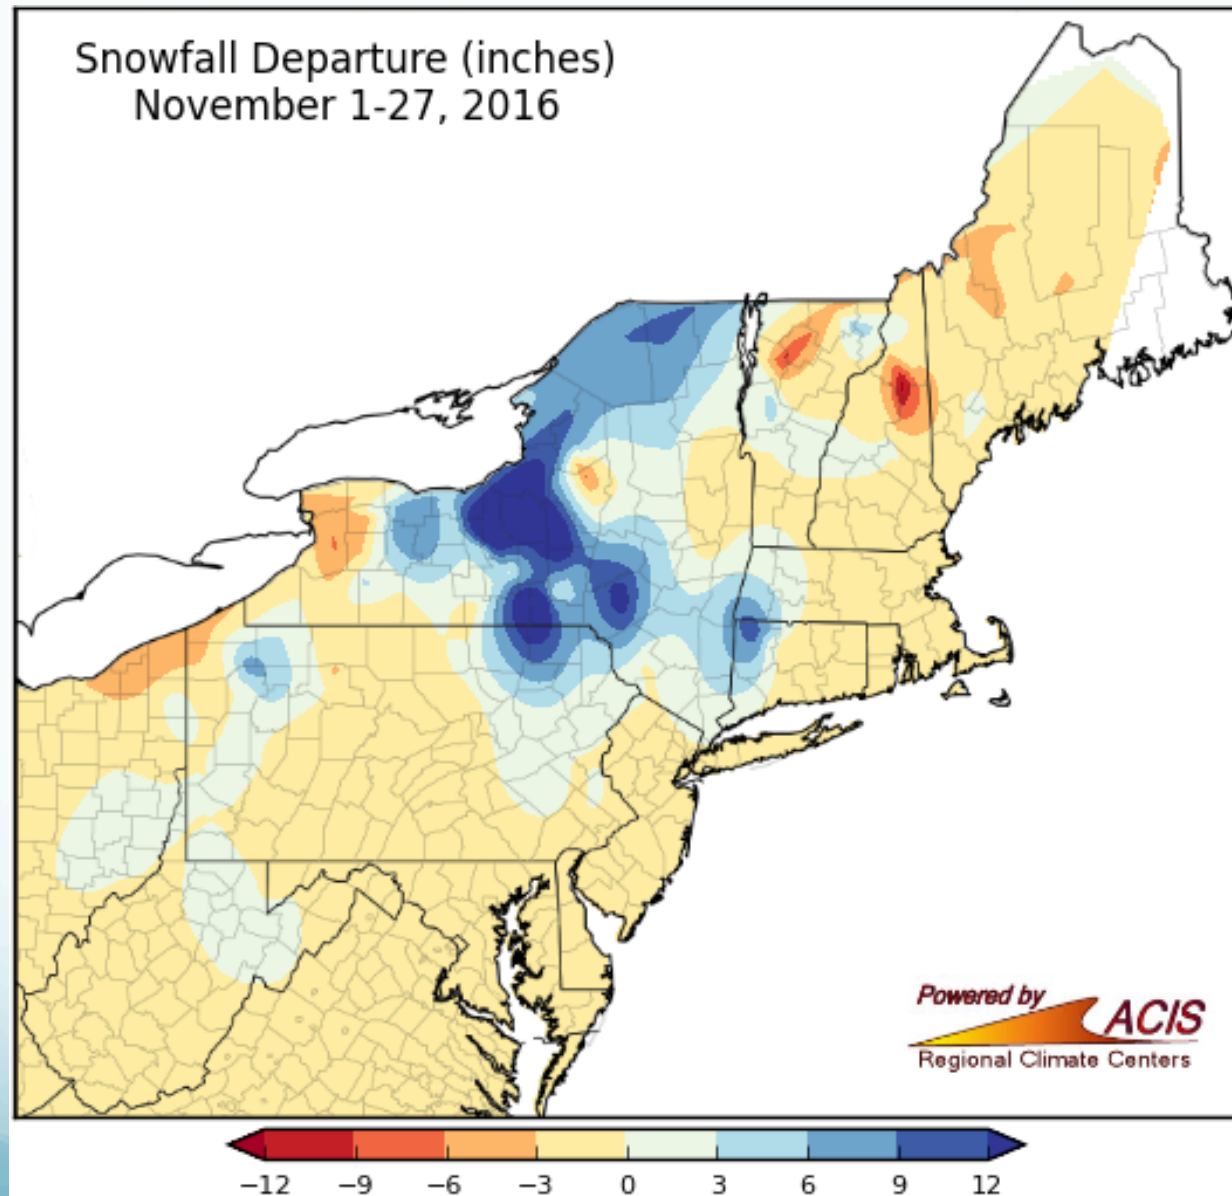 Snowfall Departure (inches)
November 1-27, 2016
Powered by
ACIS
Regional Climate Centers
−12 −9 −6 −3 0 3 6 9 12